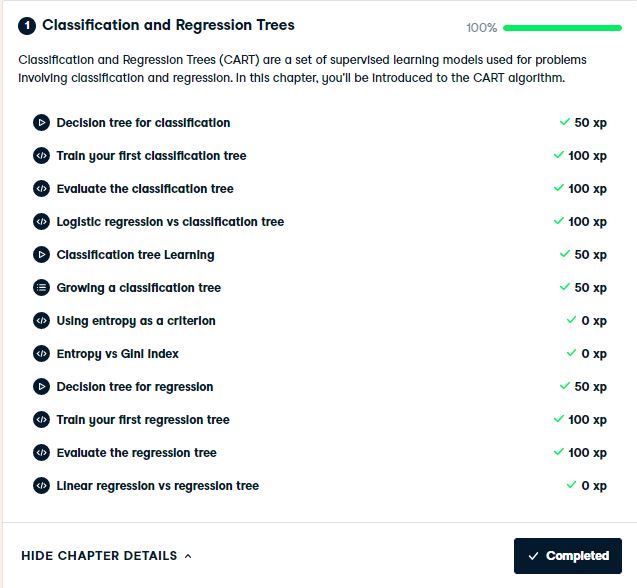 1 Classification and Regression Trees 100%
Classification and Regression Trees (CART) are a set of supervised learning models used for problems
involving classification and regression. In this chapter, you'll be introduced to the CART algorithm.
Decision tree for classification 50 xp
Train your first classification tree 100 xp
Evaluate the classification tree 100 xp
Logistic regression vs classification tree 100 xp
Classification tree Learning 50 xp
Growing a classification tree 50 xp
Using entropy as a criterion 0 xp
Entropy vs Gini index 0 xp
Decision tree for regression 50 xp
Train your first regression tree 100 xp
Evaluate the regression tree 100 xp
Linear regression vs regression tree 0 xp
HIDE CHAPTER DETAILS Completed